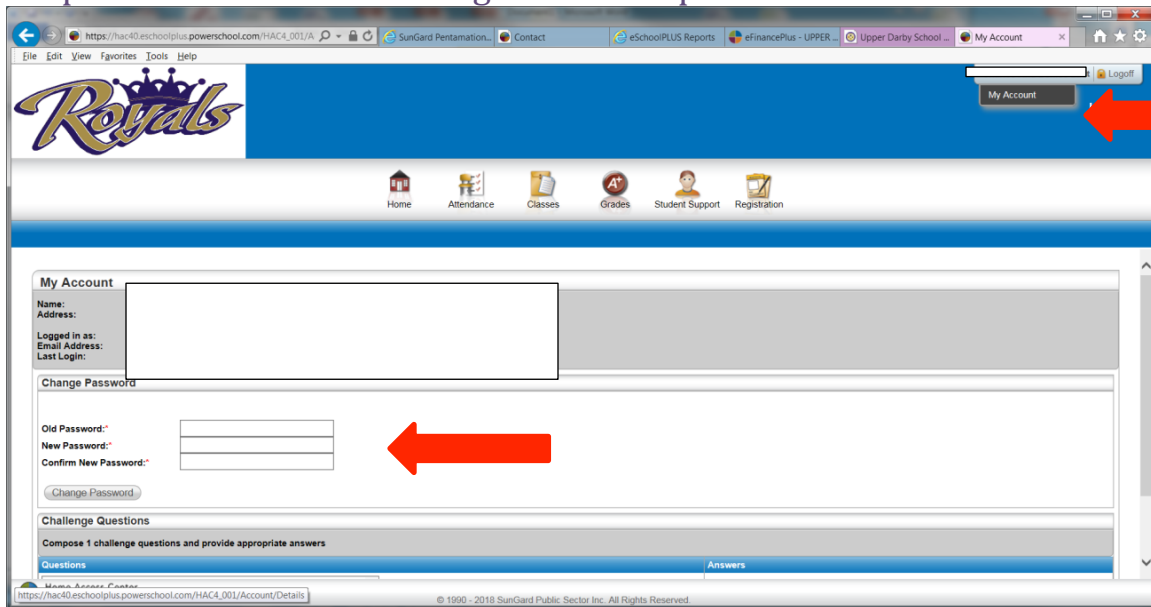 https://hac40.eschoolplus.powerschool.com/HAC4_001/A
SunGard Pentamation...
Contact
eSchoolPLUS Reports
eFinancePlus - UPPER ...
Upper Darby School ...
My Account
File Edit View Favorites Tools Help
Royals
Logoff
My Account
Home
Attendance
Classes
A+
Grades
Student Support
Registration
My Account
Name:
Address:
Logged in as:
Email Address:
Last Login:
Change Password
Old Password:*
New Password:*
Confirm New Password:*
Change Password
Challenge Questions
Compose 1 challenge questions and provide appropriate answers
Questions Answers
Home Access Center
https://hac40.eschoolplus.powerschool.com/HAC4_001/Account/Details
© 1990 - 2018 SunGard Public Sector Inc. All Rights Reserved.